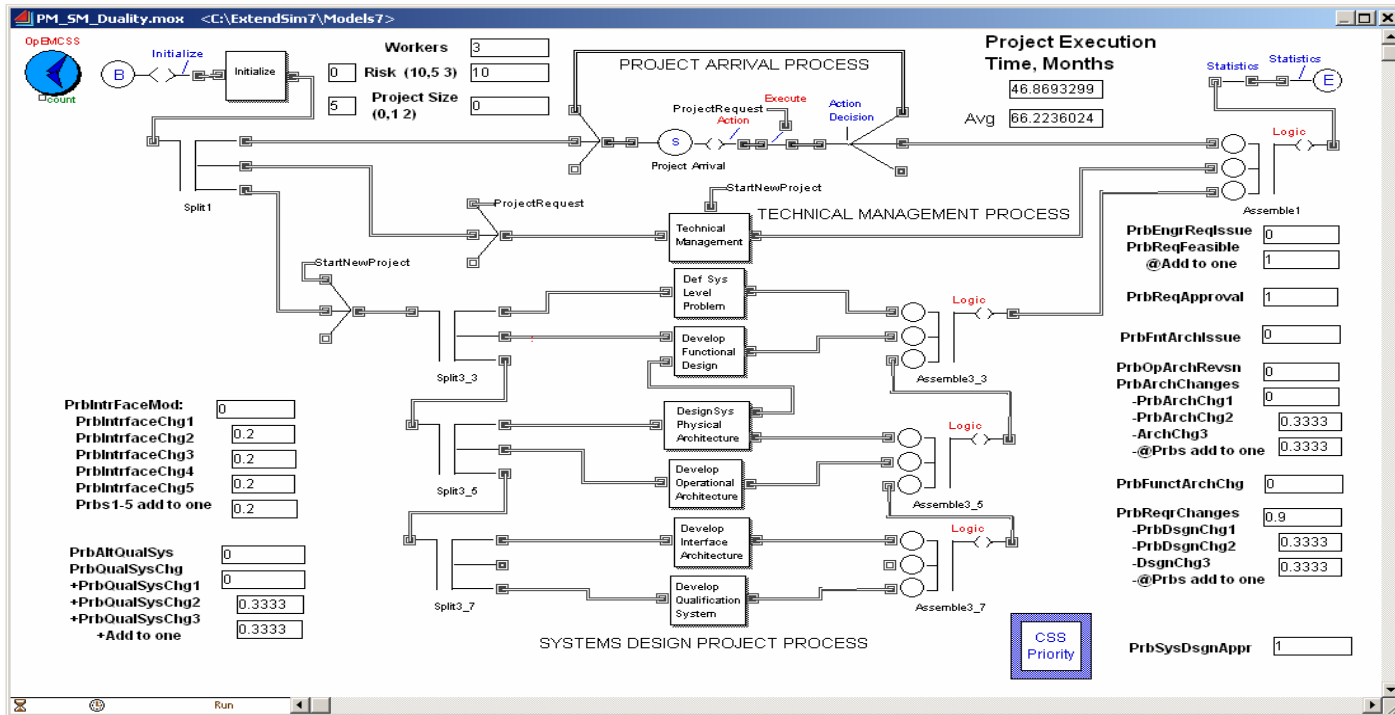 PM_SM_Duality.mox <C:\ExtendSim7\Models7>
OpEMCSS
count
B
Initialize
Initialize
Workers
3
0
Risk (10,5 3)
10
5
Project Size
(0,1 2)
0
PROJECT ARRIVAL PROCESS
ProjectRequest
Execute
Action
Action
Decision
S
Project Arrival
Project Execution
Time, Months
46.8693299
Avg
66.2236024
Statistics
Statistics
E
Logic
Assemble1
Split1
ProjectRequest
StartNewProject
TECHNICAL MANAGEMENT PROCESS
Technical
Management
StartNewProject
Def Sys
Level
Problem
Develop
Functional
Design
Split3_3
Logic
Assemble3_3
DesignSys
Physical
Architecture
Develop
Operational
Architecture
Split3_5
Logic
Assemble3_5
Develop
Interface
Architecture
Develop
Qualification
System
Split3_7
Logic
Assemble3_7
SYSTEMS DESIGN PROJECT PROCESS
CSS
Priority
PrbIntrFaceMod:
0
PrbIntrfaceChg1
PrbIntrfaceChg2
0.2
PrbIntrfaceChg3
0.2
PrbIntrfaceChg4
PrbIntrfaceChg5
0.2
Prbs1-5 add to one
0.2
PrbAltQualSys
0
PrbQualSysChg
0
+PrbQualSysChg1
+PrbQualSysChg2
0.3333
+PrbQualSysChg3
0.3333
+Add to one
PrbEngrReqIssue
0
PrbReqFeasible
@Add to one
1
PrbReqApproval
1
PrbFntArchIssue
0
PrbOpArchRevsn
0
PrbArchChanges
-PrbArchChg1
0
-PrbArchChg2
0.3333
-ArchChg3
-@Prbs add to one
0.3333
PrbFunctArchChg
0
PrbReqrChanges
0.9
-PrbDsgnChg1
-PrbDsgnChg2
0.3333
-DsgnChg3
0.3333
-@Prbs add to one
PrbSysDsgnAppr
1
Run